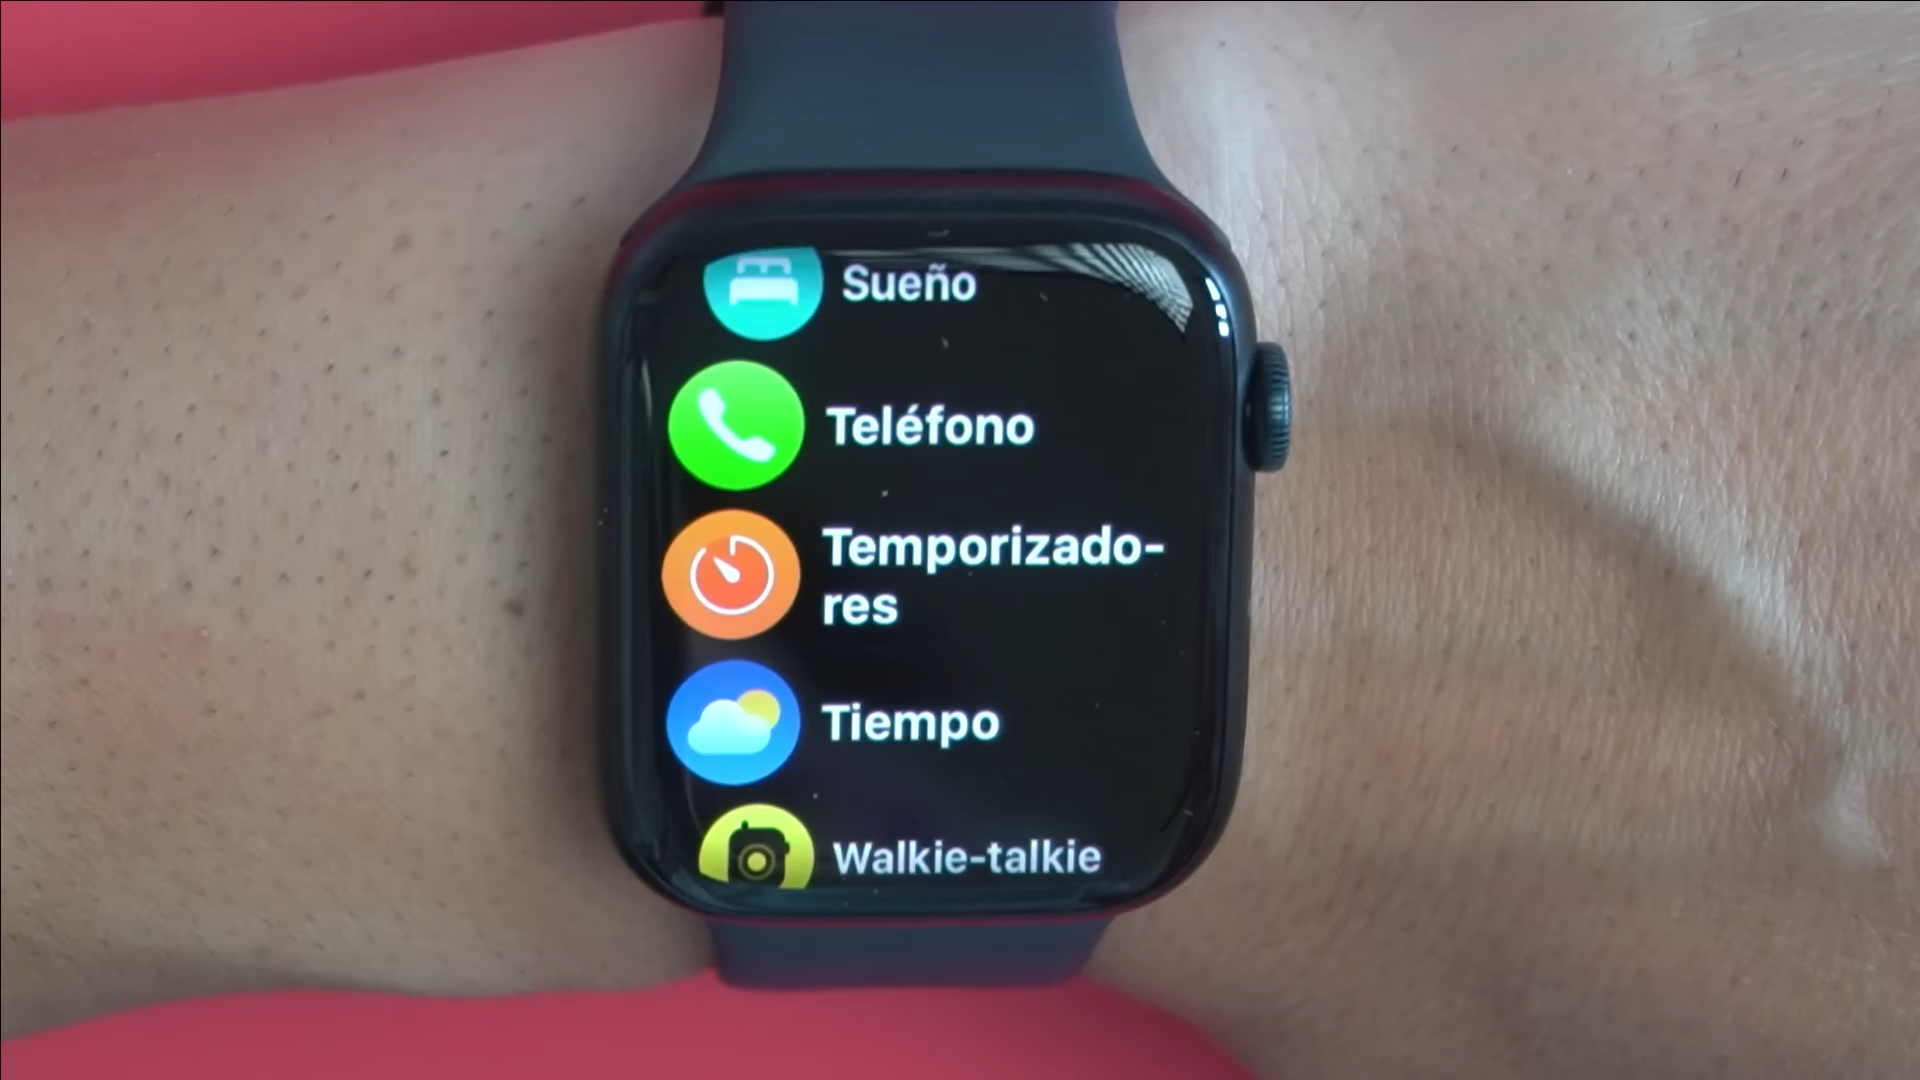 Sueño
Teléfono
Temporizado-
res
Tiempo
Walkie-talkie